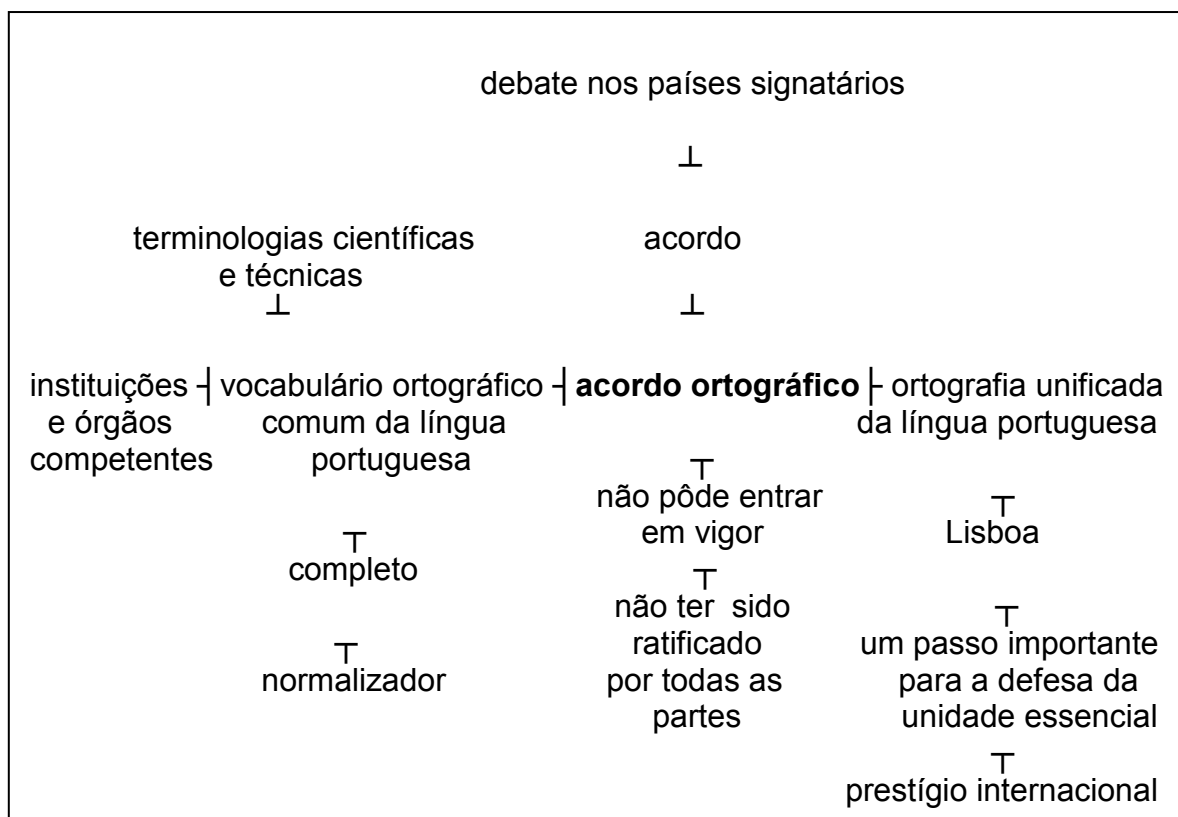 debate nos países signatários
⊥
terminologias científicas
e técnicas
⊥
acordo
⊥
instituições
e órgãos
competentes
┤
vocabulário ortográfico
comum da língua
portuguesa
┤
acordo ortográfico
├
ortografia unificada
da língua portuguesa
┬
completo
┬
normalizador
┬
não pôde entrar
em vigor
┬
não ter sido
ratificado
por todas as
partes
┬
Lisboa
┬
um passo importante
para a defesa da
unidade essencial
┬
prestígio internacional